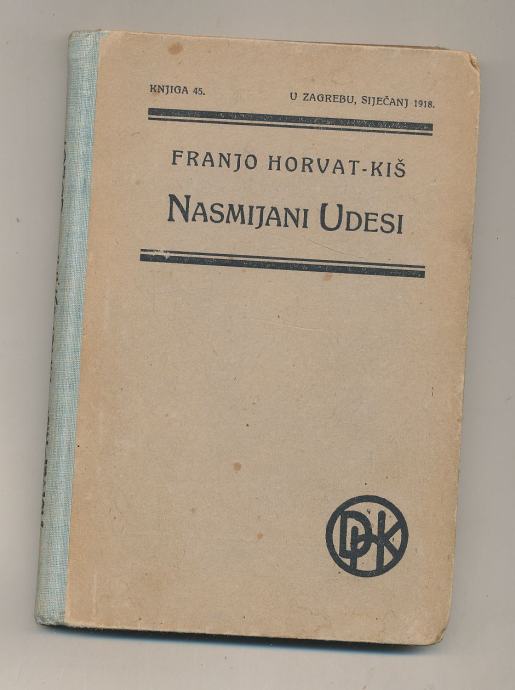 KNJIGA 45. U ZAGREBU, SIJEČANJ 1918.
FRANJO HORVAT-KIŠ
NASMIJANI UDESI
DHK